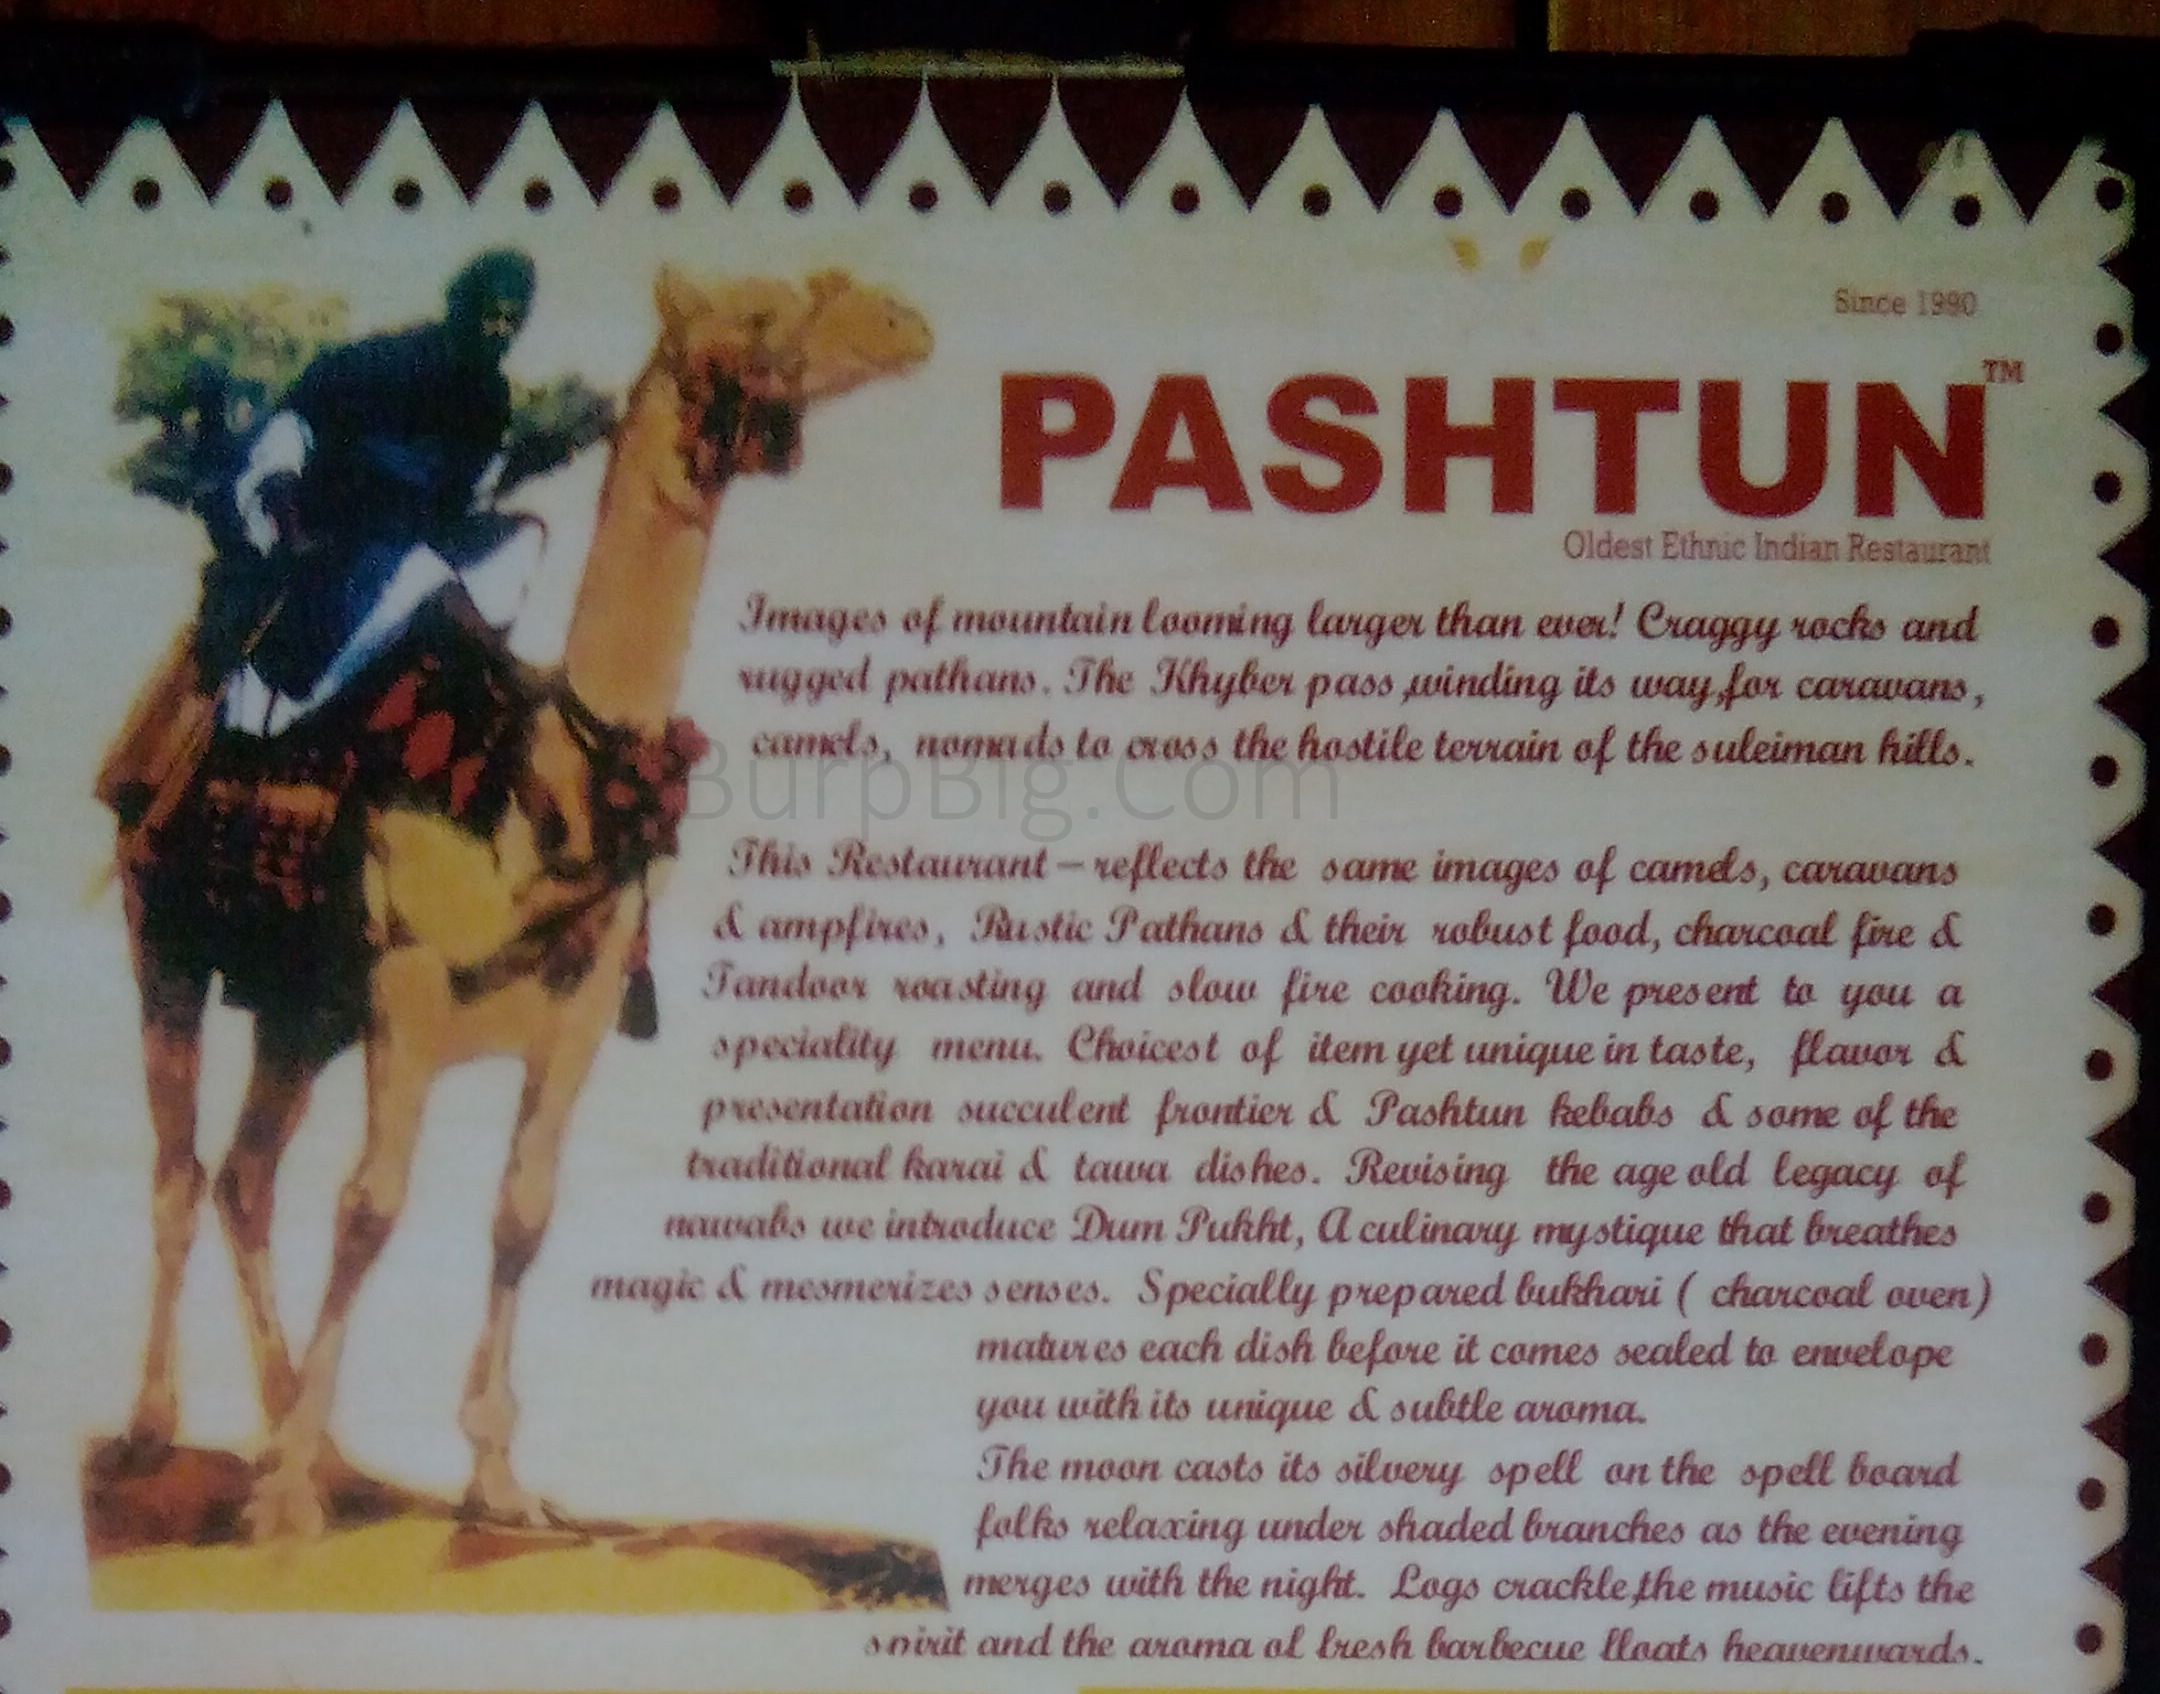 Since 1990
PASHTUN™
Oldest Ethnic Indian Restaurant
Images of mountain looming larger than ever! Craggy rocks and
rugged pathans. The Khyber pass ,winding its way,for caravans,
camels, nomads to cross the hostile terrain of the suleiman hills.
BurpBig.Com
This Restaurant – reflects the same images of camels, caravans
& ampfires, Rustic Pathans & their robust food, charcoal fire &
Tandoor roasting and slow fire cooking. We present to you a
speciality menu. Choicest of item yet unique in taste, flavor &
presentation succulent frontier & Pashtun kebabs & some of the
traditional karai & tawa dishes. Revising the age old legacy of
nawabs we introduce Dum Pukht, A culinary mystique that breathes
magic & mesmerizes senses. Specially prepared bukhari ( charcoal oven)
matures each dish before it comes sealed to envelope
you with its unique & subtle aroma.
The moon casts its silvery spell on the spell board
folks relaxing under shaded branches as the evening
merges with the night. Logs crackle,the music lifts the
spirit and the aroma of fresh barbecue floats heavenwards.